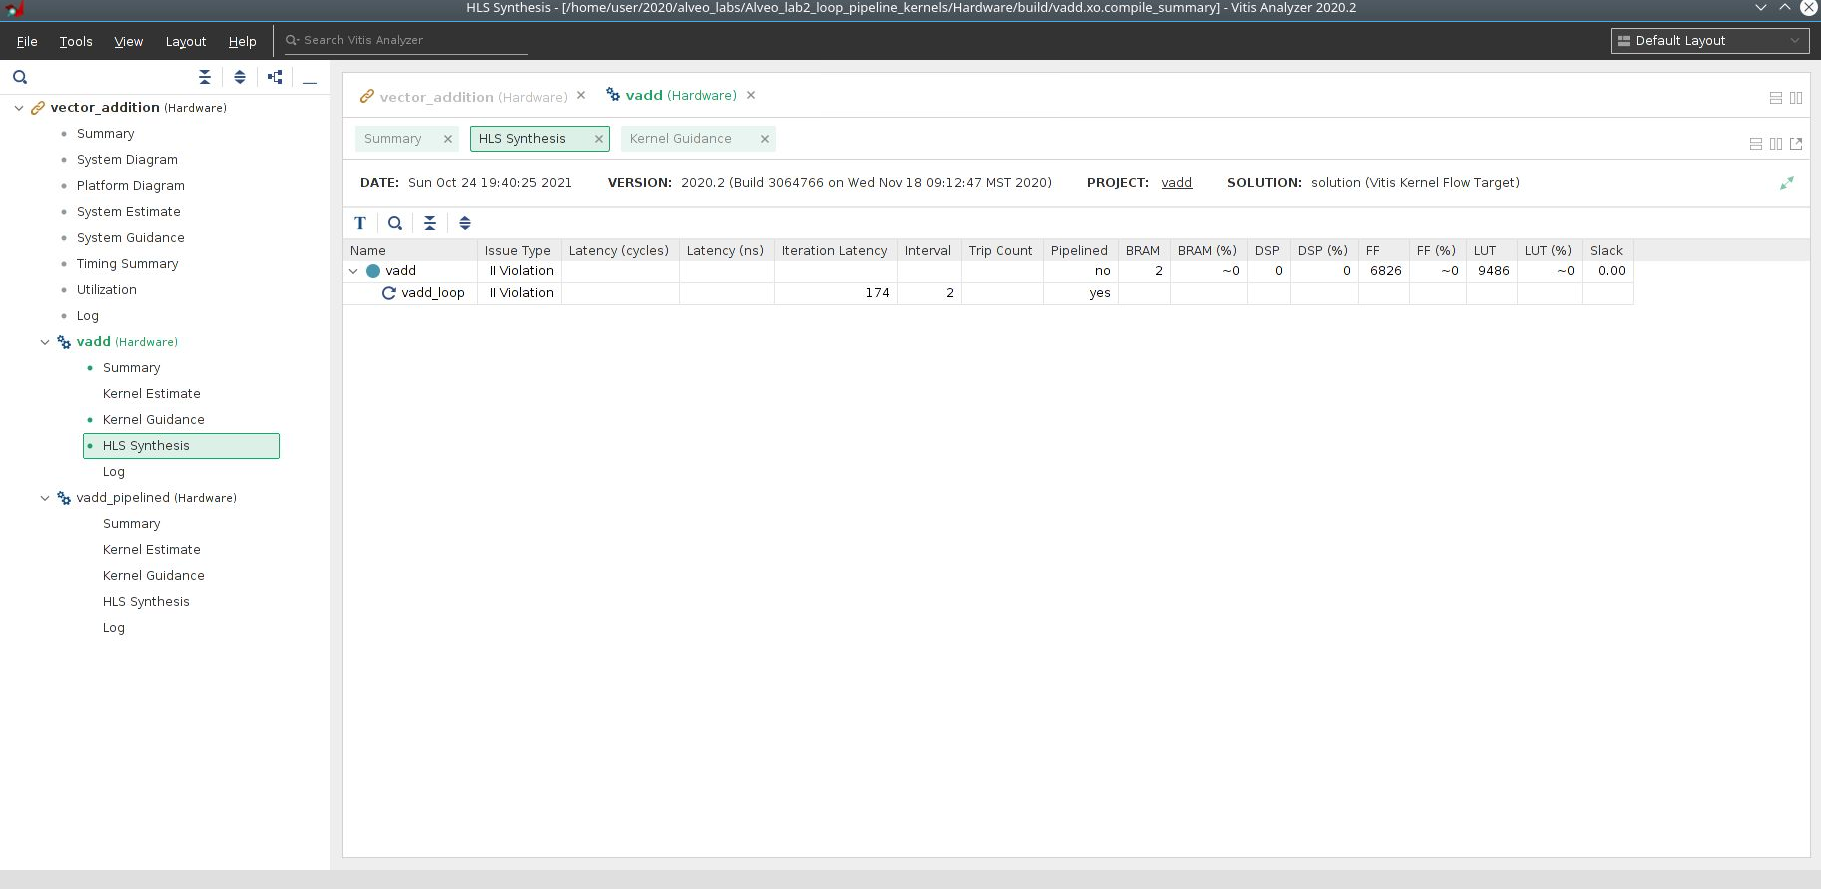 HLS Synthesis - [/home/user/2020/alveo_labs/Alveo_lab2_loop_pipeline_kernels/Hardware/build/vadd.xo.compile_summary] - Vitis Analyzer 2020.2
File Tools View Layout Help Search Vitis Analyzer Default Layout
vector_addition (Hardware)
Summary
System Diagram
Platform Diagram
System Estimate
System Guidance
Timing Summary
Utilization
Log
vadd (Hardware)
Summary
Kernel Estimate
Kernel Guidance
HLS Synthesis
Log
vadd_pipelined (Hardware)
Summary
Kernel Estimate
Kernel Guidance
HLS Synthesis
Log
vector_addition (Hardware) vadd (Hardware)
Summary HLS Synthesis Kernel Guidance
DATE: Sun Oct 24 19:40:25 2021 VERSION: 2020.2 (Build 3064766 on Wed Nov 18 09:12:47 MST 2020) PROJECT: vadd SOLUTION: solution (Vitis Kernel Flow Target)
T
Name Issue Type Latency (cycles) Latency (ns) Iteration Latency Interval Trip Count Pipelined BRAM BRAM (%) DSP DSP (%) FF FF (%) LUT LUT (%) Slack
vadd II Violation no 2 ~0 0 0 6826 ~0 9486 ~0 0.00
vadd_loop II Violation 174 2 yes